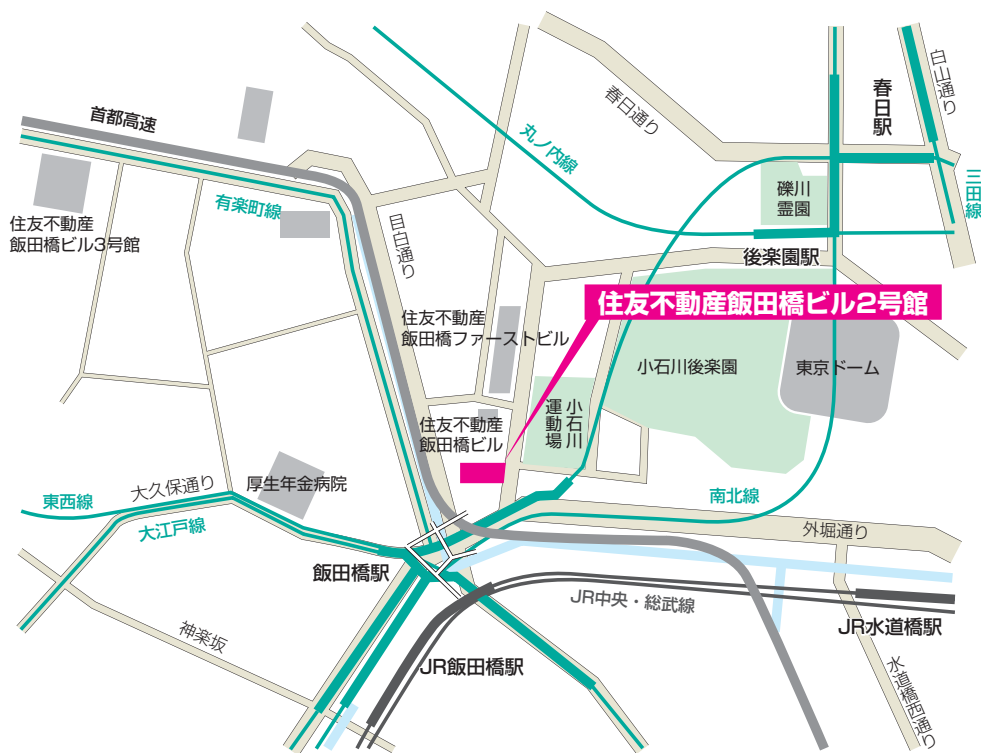 首都高速
春日通り
白山通り
春日駅
丸ノ内線
三田線
礫川
霊園
住友不動産
飯田橋ビル3号館
有楽町線
目白通り
後楽園駅
住友不動産飯田橋ビル2号館
住友不動産
飯田橋ファーストビル
小石川後楽園
東京ドーム
小石川
運動場
住友不動産
飯田橋ビル
厚生年金病院
東西線
大久保通り
大江戸線
南北線
外堀通り
飯田橋駅
JR中央・総武線
JR水道橋駅
神楽坂
JR飯田橋駅
水道橋西通り